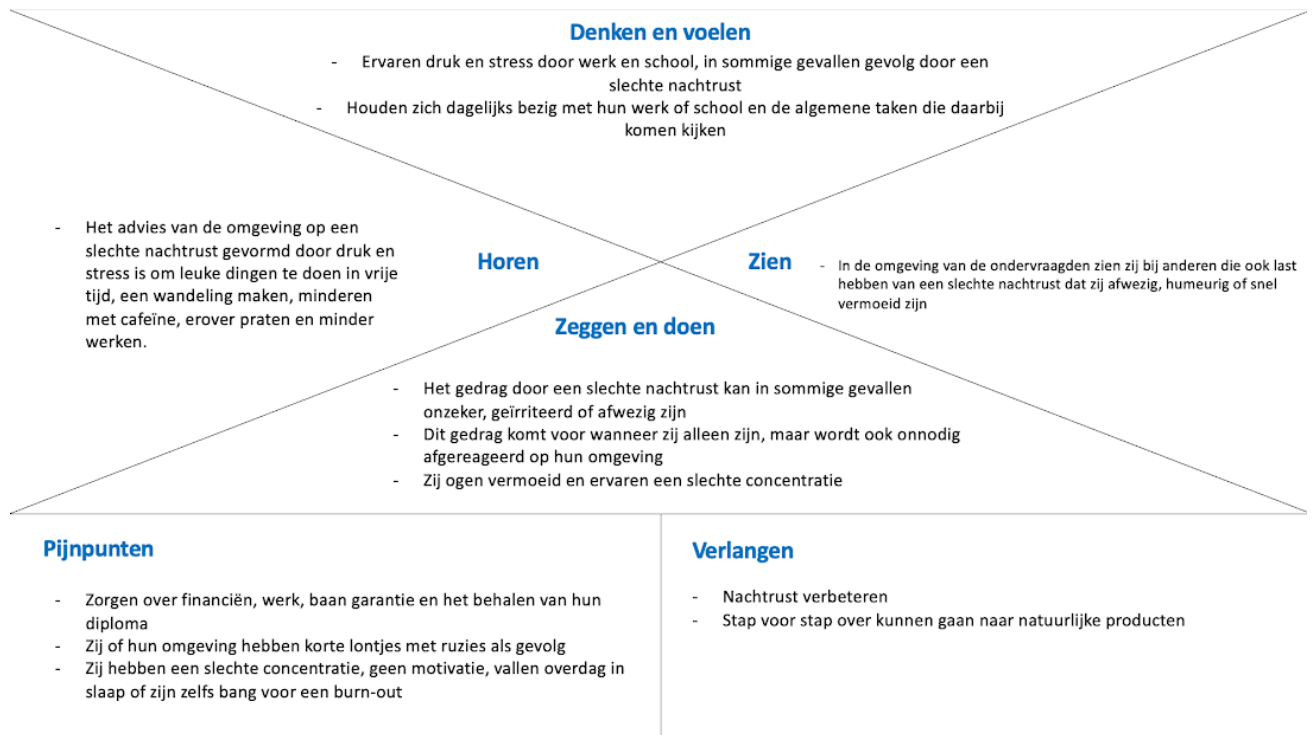 Denken en voelen
- Ervaren druk en stress door werk en school, in sommige gevallen gevolg door een
slechte nachtrust
- Houden zich dagelijks bezig met hun werk of school en de algemene taken die daarbij
komen kijken
- Het advies van de omgeving op een
slechte nachtrust gevormd door druk en
stress is om leuke dingen te doen in vrije
tijd, een wandeling maken, minderen
met cafeïne, erover praten en minder
werken.
Horen
Zien
- In de omgeving van de ondervraagden zien zij bij anderen die ook last
hebben van een slechte nachtrust dat zij afwezig, humeurig of snel
vermoeid zijn
Zeggen en doen
- Het gedrag door een slechte nachtrust kan in sommige gevallen
onzeker, geïrriteerd of afwezig zijn
- Dit gedrag komt voor wanneer zij alleen zijn, maar wordt ook onnodig
afgereageerd op hun omgeving
- Zij ogen vermoeid en ervaren een slechte concentratie
Pijnpunten
- Zorgen over financiën, werk, baan garantie en het behalen van hun
diploma
- Zij of hun omgeving hebben korte lontjes met ruzies als gevolg
- Zij hebben een slechte concentratie, geen motivatie, vallen overdag in
slaap of zijn zelfs bang voor een burn-out
Verlangen
- Nachtrust verbeteren
- Stap voor stap over kunnen gaan naar natuurlijke producten